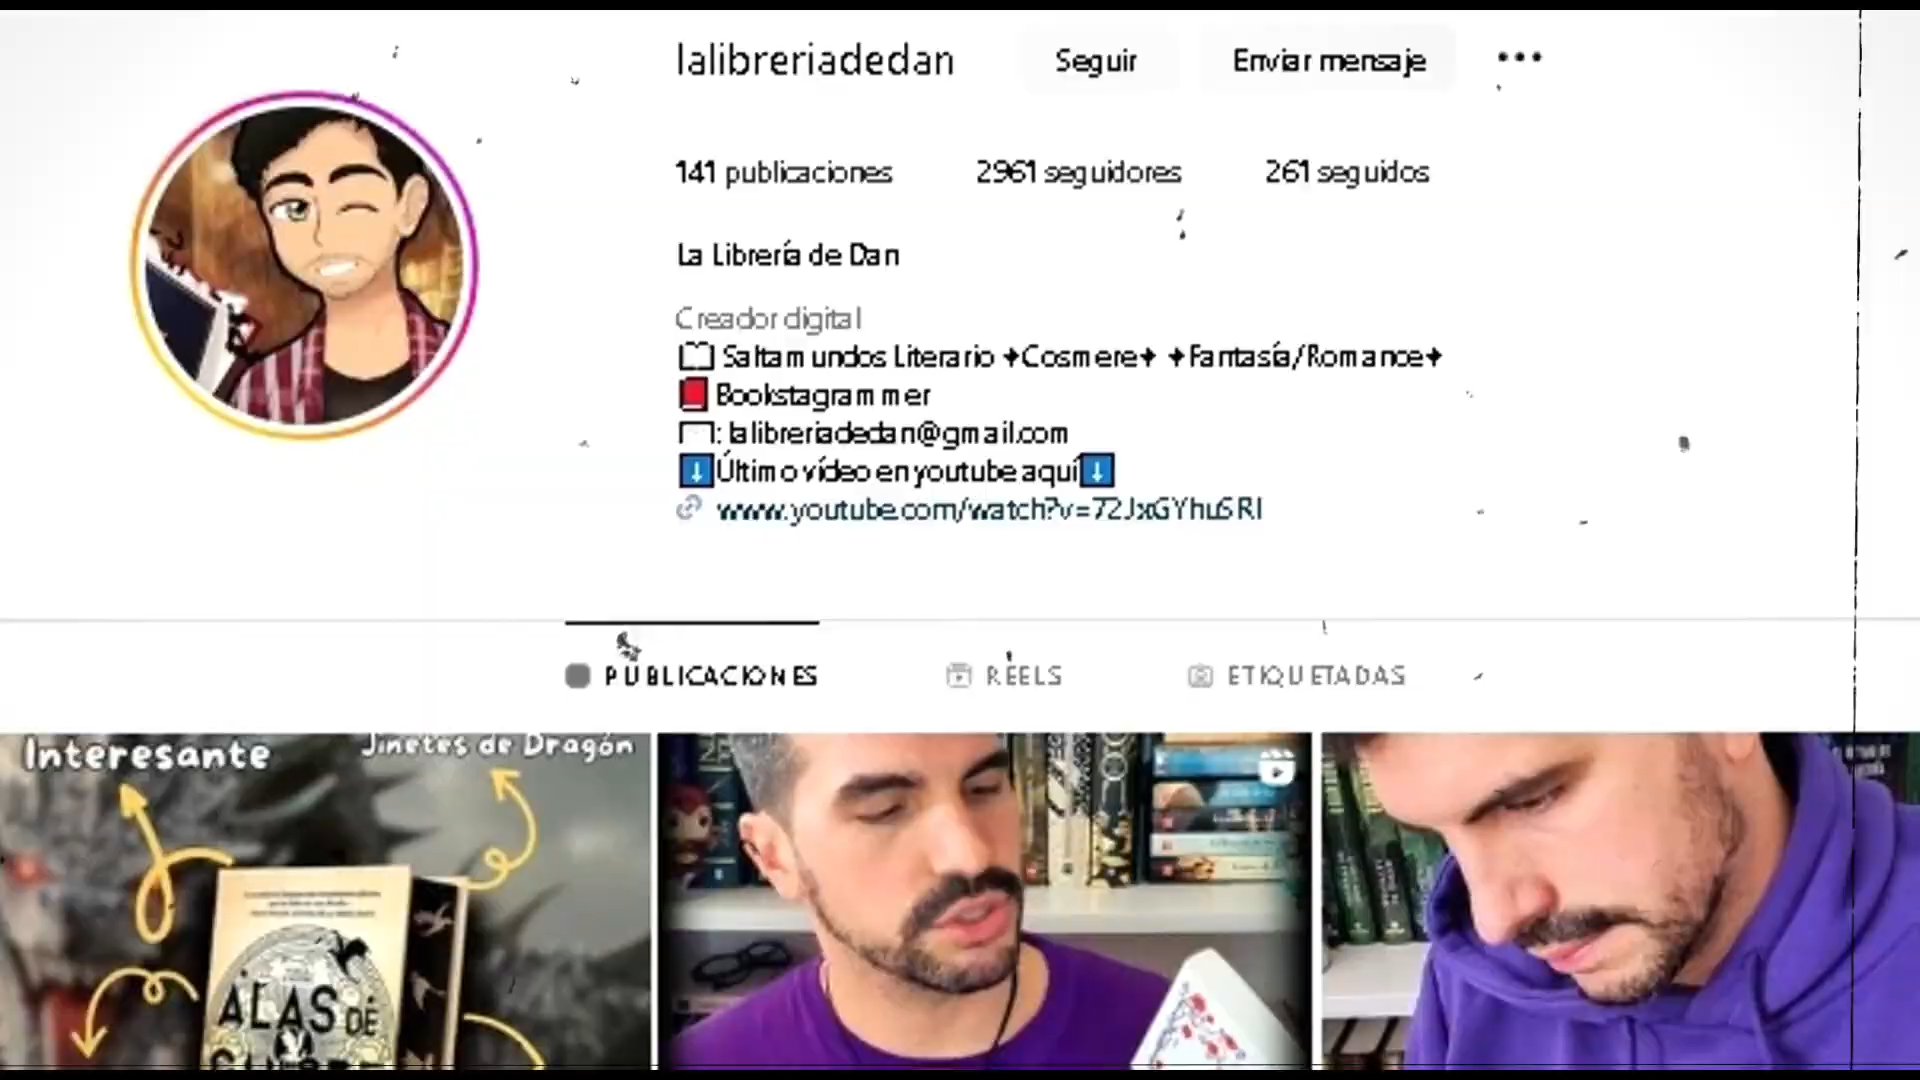 lalibreriadedan Seguir Enviar mensaje
141 publicaciones 2961 seguidores 261 seguidos
La Librería de Dan
Creador digital
Saltamundos Literario ✦Cosmere✦ ✦Fantasía/Romance✦
Bookstagrammer
: lalibreriadedan@gmail.com
Último vídeo en youtube aquí
www.youtube.com/watch?v=72JxGYhuSRI
PUBLICACIONES REELS ETIQUETADAS
Interesante Jinetes de Dragón
ALAS DE